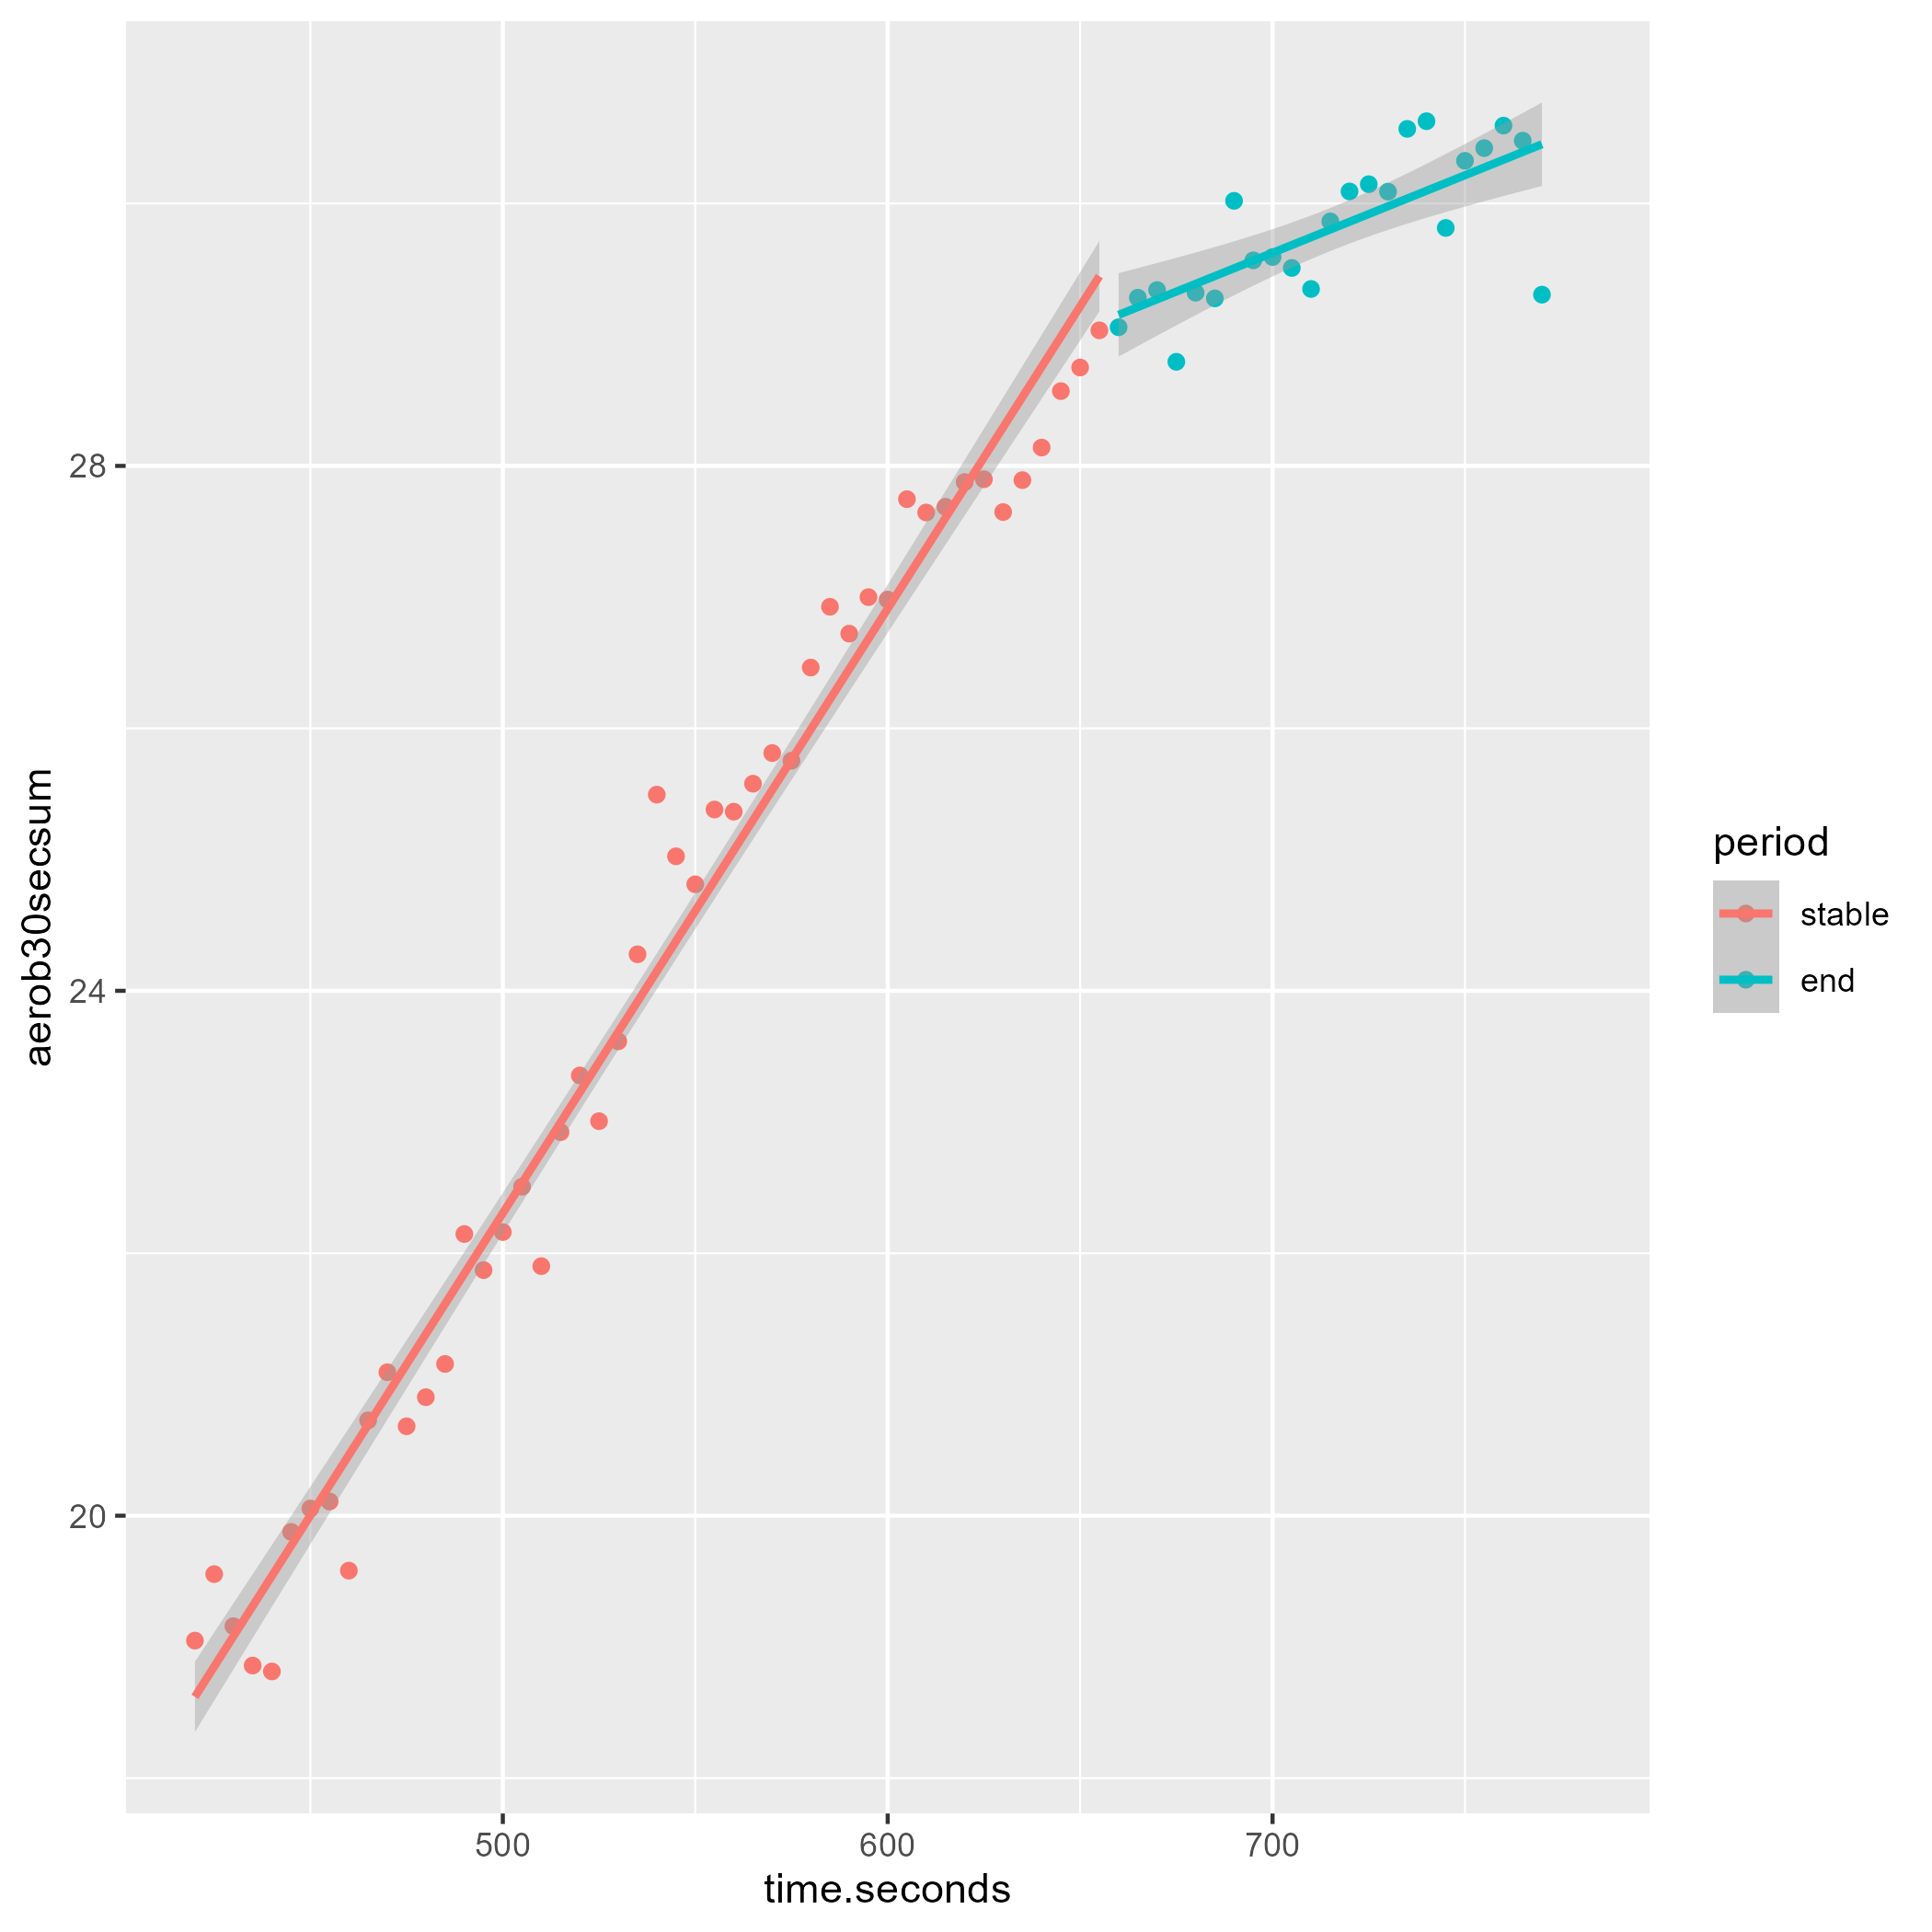 aerob30secsum
28
24
20
500
600
700
time.seconds
period
stable
end